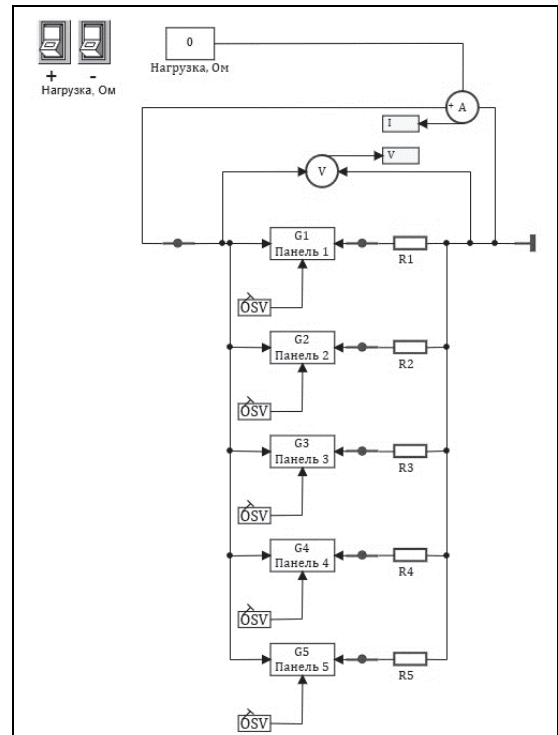 + -
Нагрузка, Ом
0
Нагрузка, Ом
+ A
I
V
V
G1
Панель 1
R1
OSV
G2
Панель 2
R2
OSV
G3
Панель 3
R3
OSV
G4
Панель 4
R4
OSV
G5
Панель 5
R5
OSV